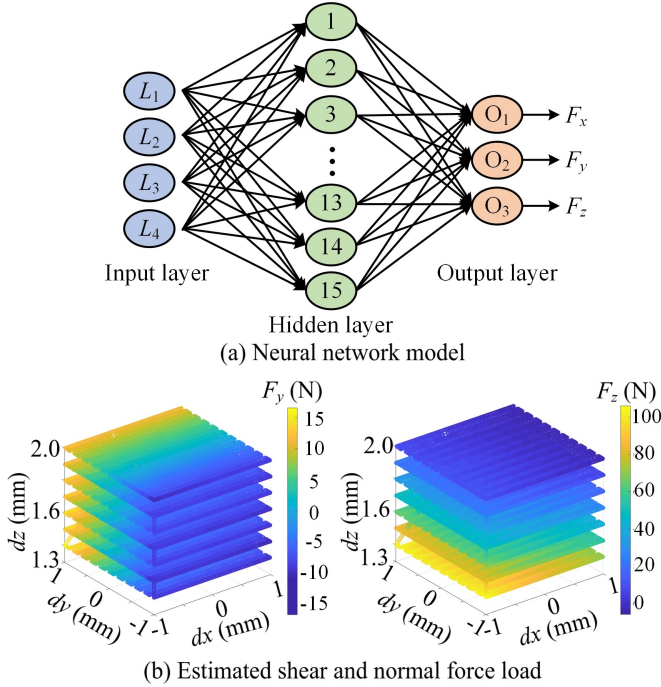 1
2
3
13
14
15
L1
L2
L3
L4
O1
O2
O3
Fx
Fy
Fz
Input layer
Output layer
Hidden layer
(a) Neural network model
Fy (N)
15
10
5
0
-5
-10
-15
2.0
1.6
1.3
dz (mm)
1
0
-1
dy (mm)
-1
0
1
dx (mm)
Fz (N)
100
80
60
40
20
0
2.0
1.6
1.3
dz (mm)
1
0
-1
dy (mm)
-1
0
1
dx (mm)
(b) Estimated shear and normal force load